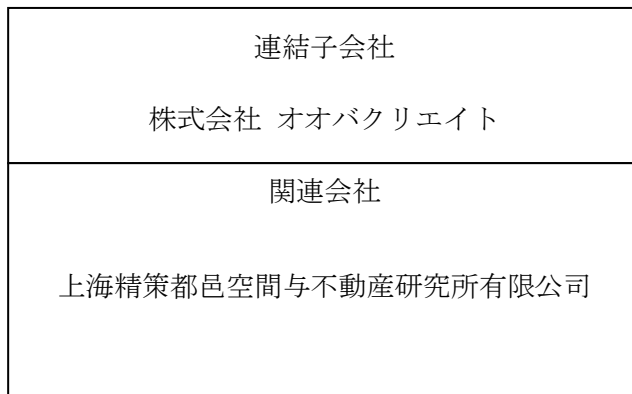 連結子会社
株式会社 オオバクリエイト
関連会社
上海精策都邑空間与不動産研究所有限公司